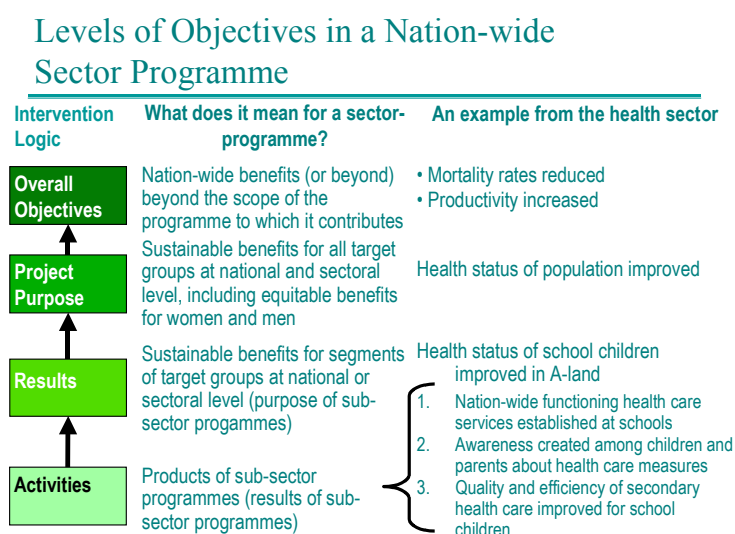 Levels of Objectives in a Nation-wide
Sector Programme
Intervention
Logic
What does it mean for a sector-
programme?
An example from the health sector
Overall
Objectives
Nation-wide benefits (or beyond)
beyond the scope of the
programme to which it contributes
• Mortality rates reduced
• Productivity increased
Project
Purpose
Sustainable benefits for all target
groups at national and sectoral
level, including equitable benefits
for women and men
Health status of population improved
Results
Sustainable benefits for segments
of target groups at national or
sectoral level (purpose of sub-
sector progammes)
Health status of school children
improved in A-land
1. Nation-wide functioning health care
services established at schools
2. Awareness created among children and
parents about health care measures
3. Quality and efficiency of secondary
health care improved for school
children
Activities
Products of sub-sector
programmes (results of sub-
sector programmes)